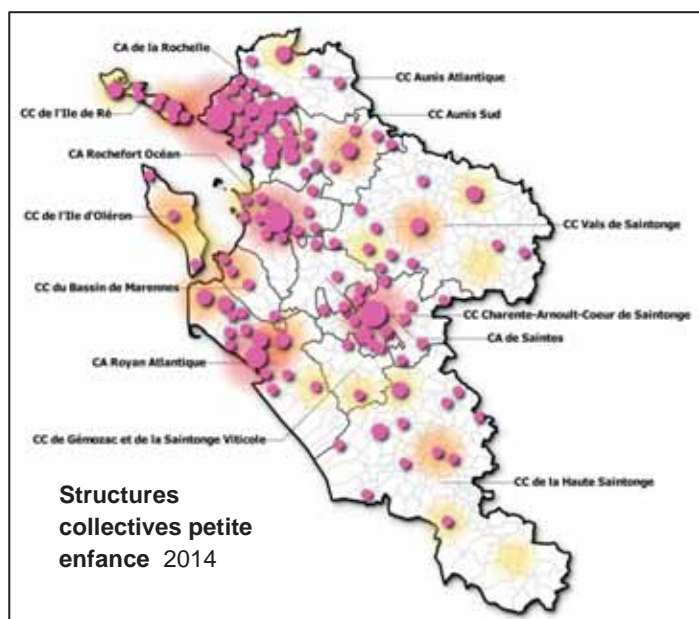 CA de la Rochelle
CC Aunis Atlantique
CC de l'Ile de Ré
CC Aunis Sud
CA Rochefort Océan
CC de l'Ile d'Oléron
CC Vals de Saintonge
CC du Bassin de Marennes
CC Charente-Arnoult-Coeur de Saintonge
CA de Saintes
CA Royan Atlantique
CC de Gémozac et de la Saintonge Viticole
CC de la Haute Saintonge
Structures
collectives petite
enfance 2014